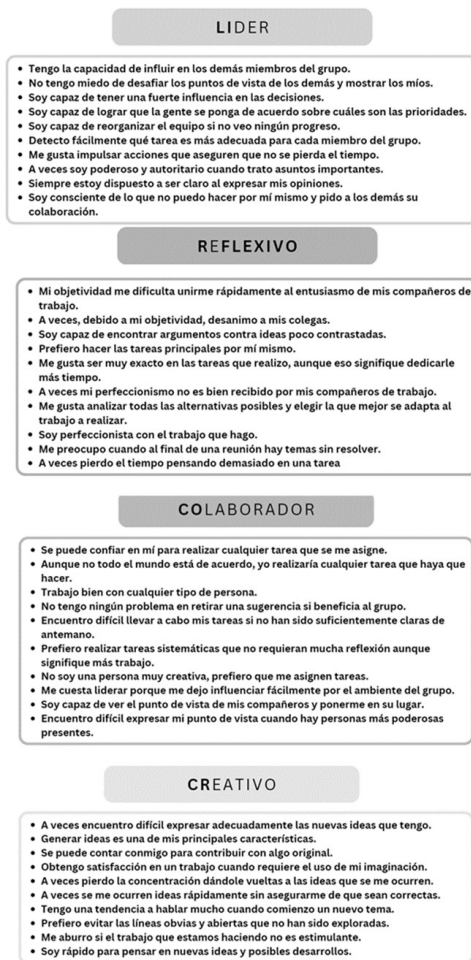 LIDER
• Tengo la capacidad de influir en los demás miembros del grupo.
• No tengo miedo de desafiar los puntos de vista de los demás y mostrar los míos.
• Soy capaz de tener una fuerte influencia en las decisiones.
• Soy capaz de lograr que la gente se ponga de acuerdo sobre cuáles son las prioridades.
• Soy capaz de reorganizar el equipo si no veo ningún progreso.
• Detecto fácilmente qué tarea es más adecuada para cada miembro del grupo.
• Me gusta impulsar acciones que aseguren que no se pierda el tiempo.
• A veces soy poderoso y autoritario cuando trato asuntos importantes.
• Siempre estoy dispuesto a ser claro al expresar mis opiniones.
• Soy consciente de lo que no puedo hacer por mí mismo y pido a los demás su
colaboración.
REFLEXIVO
• Mi objetividad me dificulta unirme rápidamente al entusiasmo de mis compañeros de
trabajo.
• A veces, debido a mi objetividad, desanimo a mis colegas.
• Soy capaz de encontrar argumentos contra ideas poco contrastadas.
• Prefiero hacer las tareas principales por mí mismo.
• Me gusta ser muy exacto en las tareas que realizo, aunque eso signifique dedicarle
más tiempo.
• A veces mi perfeccionismo no es bien recibido por mis compañeros de trabajo.
• Me gusta analizar todas las alternativas posibles y elegir la que mejor se adapta al
trabajo a realizar.
• Soy perfeccionista con el trabajo que hago.
• Me preocupo cuando al final de una reunión hay temas sin resolver.
• A veces pierdo el tiempo pensando demasiado en una tarea
COLABORADOR
• Se puede confiar en mí para realizar cualquier tarea que se me asigne.
• Aunque no todo el mundo está de acuerdo, yo realizaría cualquier tarea que haya que
hacer.
• Trabajo bien con cualquier tipo de persona.
• No tengo ningún problema en retirar una sugerencia si beneficia al grupo.
• Encuentro difícil llevar a cabo mis tareas si no han sido suficientemente claras de
antemano.
• Prefiero realizar tareas sistemáticas que no requieran mucha reflexión aunque
signifique más trabajo.
• No soy una persona muy creativa, prefiero que me asignen tareas.
• Me cuesta liderar porque me dejo influenciar fácilmente por el ambiente del grupo.
• Soy capaz de ver el punto de vista de mis compañeros y ponerme en su lugar.
• Encuentro difícil expresar mi punto de vista cuando hay personas más poderosas
presentes.
CREATIVO
• A veces encuentro difícil expresar adecuadamente las nuevas ideas que tengo.
• Generar ideas es una de mis principales características.
• Se puede contar conmigo para contribuir con algo original.
• Obtengo satisfacción en un trabajo cuando requiere el uso de mi imaginación.
• A veces pierdo la concentración dándole vueltas a las ideas que se me ocurren.
• A veces se me ocurren ideas rápidamente sin asegurarme de que sean correctas.
• Tengo una tendencia a hablar mucho cuando comienzo un nuevo tema.
• Prefiero evitar las líneas obvias y abiertas que no han sido exploradas.
• Me aburro si el trabajo que estamos haciendo no es estimulante.
• Soy rápido para pensar en nuevas ideas y posibles desarrollos.